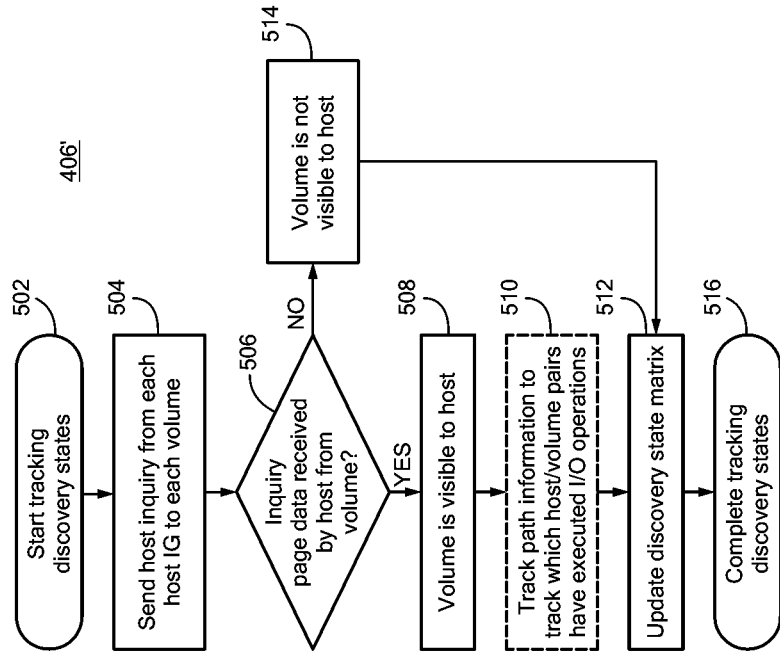 406'
502
Start tracking
discovery states
504
Send host inquiry from each
host IG to each volume
506
Inquiry
page data received
by host from
volume?
NO
514
Volume is not
visible to host
YES
508
Volume is visible to host
510
Track path information to
track which host/volume pairs
have executed I/O operations
512
Update discovery state matrix
516
Complete tracking
discovery states